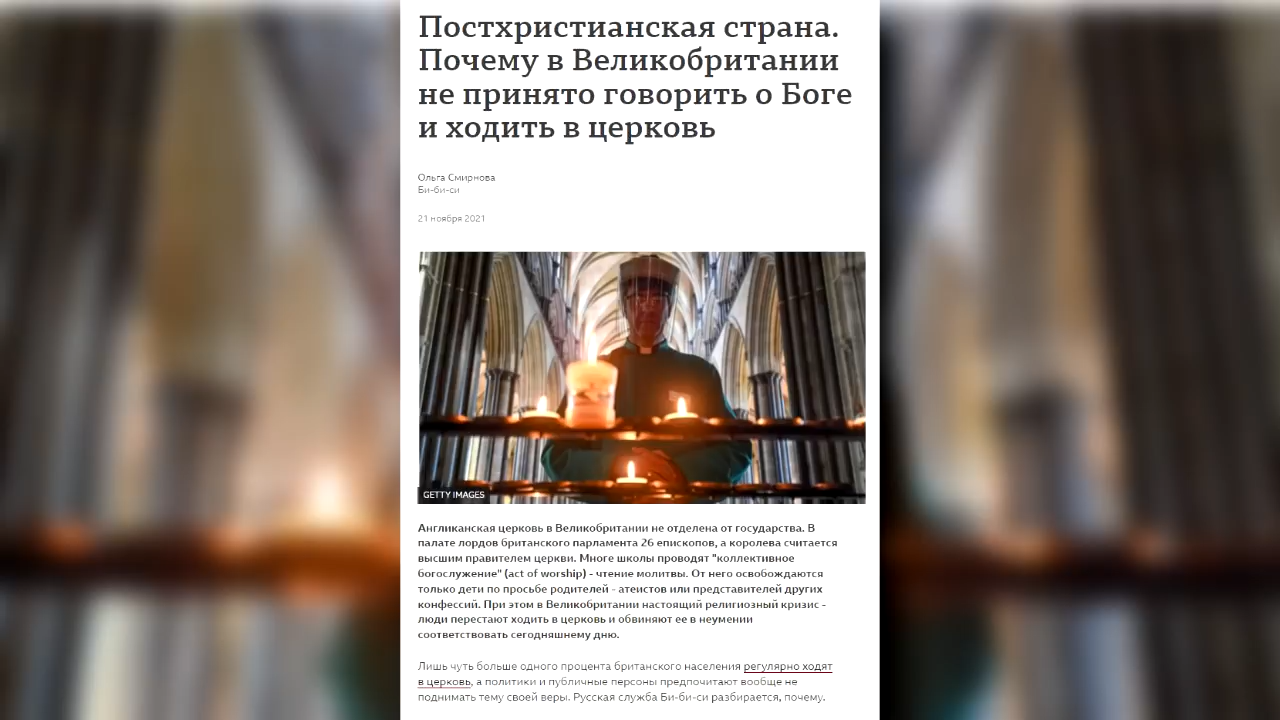 Постхристианская страна.
Почему в Великобритании
не принято говорить о Боге
и ходить в церковь
Ольга Смирнова
Би-би-си
21 ноября 2021
GETTY IMAGES
Англиканская церковь в Великобритании не отделена от государства. В
палате лордов британского парламента 26 епископов, а королева считается
высшим правителем церкви. Многе школы проводят "коллективное
богослужение" (act of worship) - чтение молитвы. От него освобождаются
только дети по просьбе родителей - атеистов или представителей других
конфессий. При этом в Великобритании настоящий религиозный кризис -
люди перестают ходить в церковь и обвиняют ее в неумении
соответствовать сегодняшнему дню.
Лишь чуть больше одного процента британского населения регулярно ходят
в церковь, а политики и публичные персоны предпочитают вообще не
поднимать тему своей веры. Русская служба Би-би-си разбирается, почему.